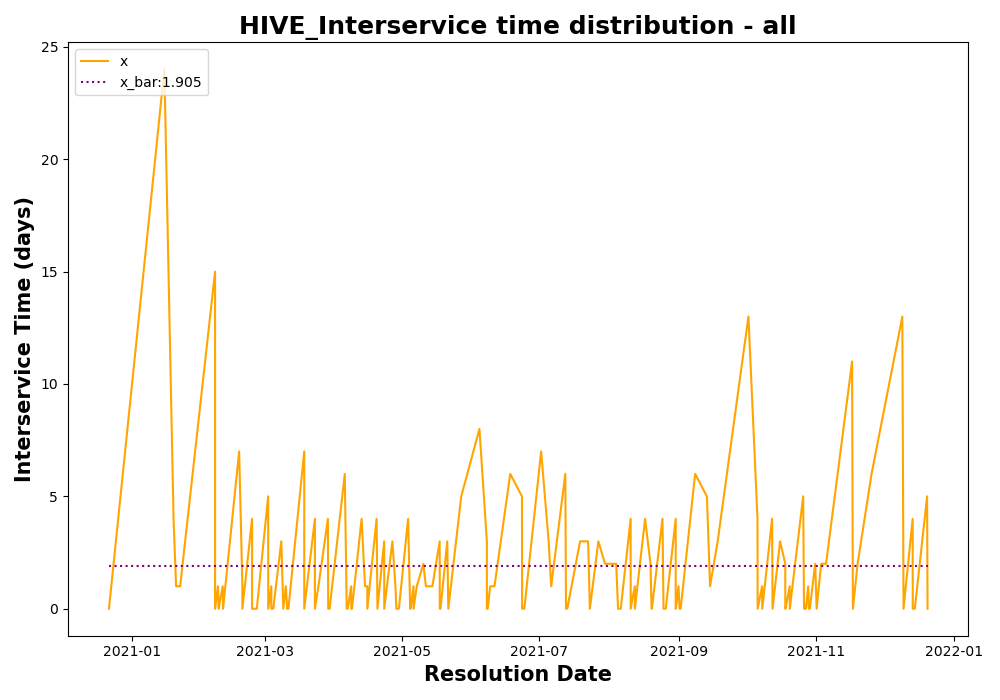 HIVE_Interservice time distribution - all
x
x_bar:1.905
Interservice Time (days)
25
20
15
10
5
0
2021-01
2021-03
2021-05
2021-07
2021-09
2021-11
2022-01
Resolution Date